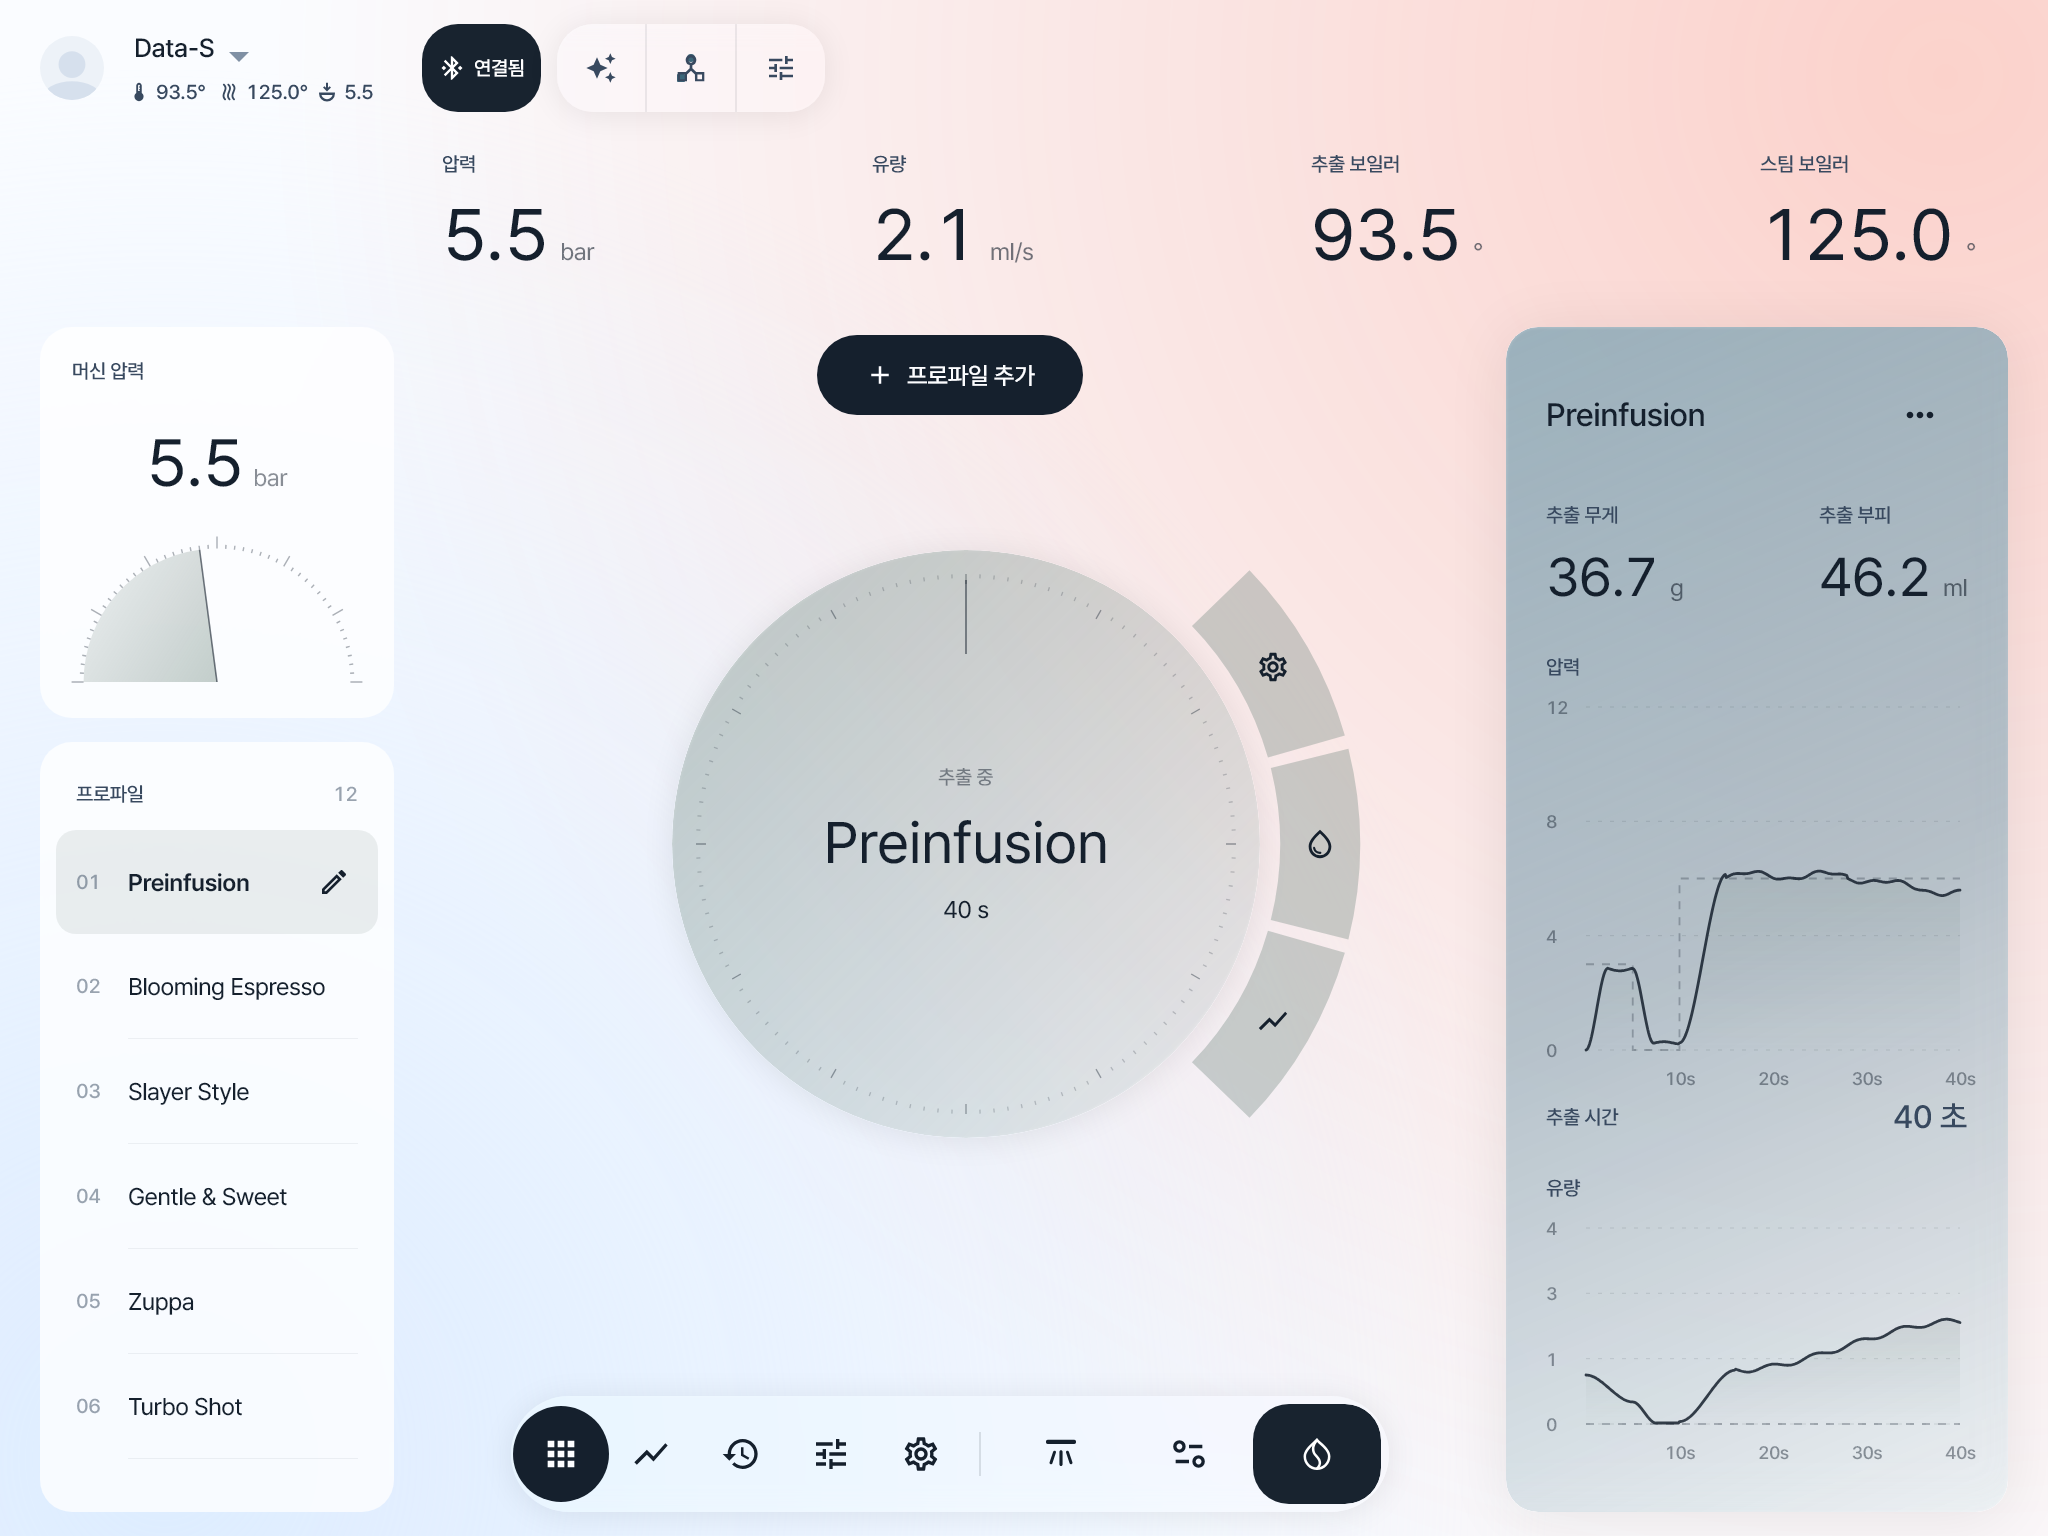 Data-S
93.5° 125.0° 5.5
연결됨
압력 유량 추출 보일러 스팀 보일러
5.5 bar 2.1 ml/s 93.5 ° 125.0 °
머신 압력
5.5 bar
프로파일 12
01 Preinfusion
02 Blooming Espresso
03 Slayer Style
04 Gentle & Sweet
05 Zuppa
06 Turbo Shot
+ 프로파일 추가
추출 중
Preinfusion
40 s
Preinfusion
추출 무게 추출 부피
36.7 g 46.2 ml
압력
12
8
4
0
10s 20s 30s 40s
추출 시간 40 초
유량
4
3
1
0
10s 20s 30s 40s